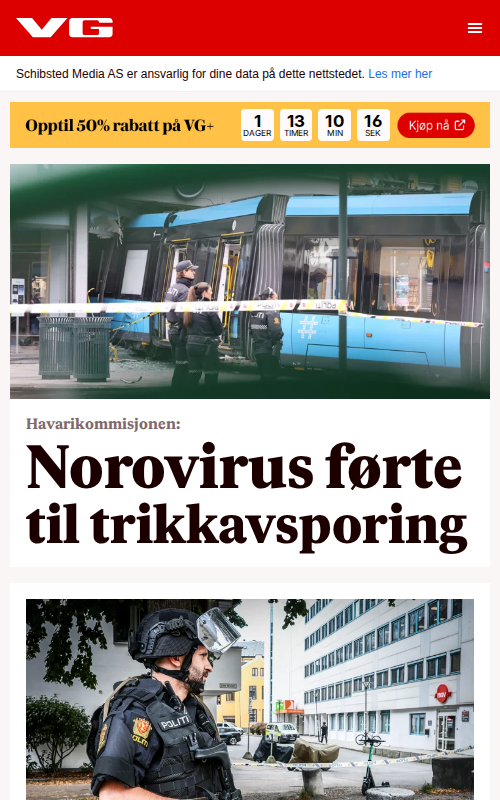 VG
Schibsted Media AS er ansvarlig for dine data på dette nettstedet. Les mer her
Opptil 50% rabatt på VG+
1 13 10 16
DAGER TIMER MIN SEK
Kjøp nå
#
Havarikommisjonen:
Norovirus førte
til trikkavsporing
POLITI
nav